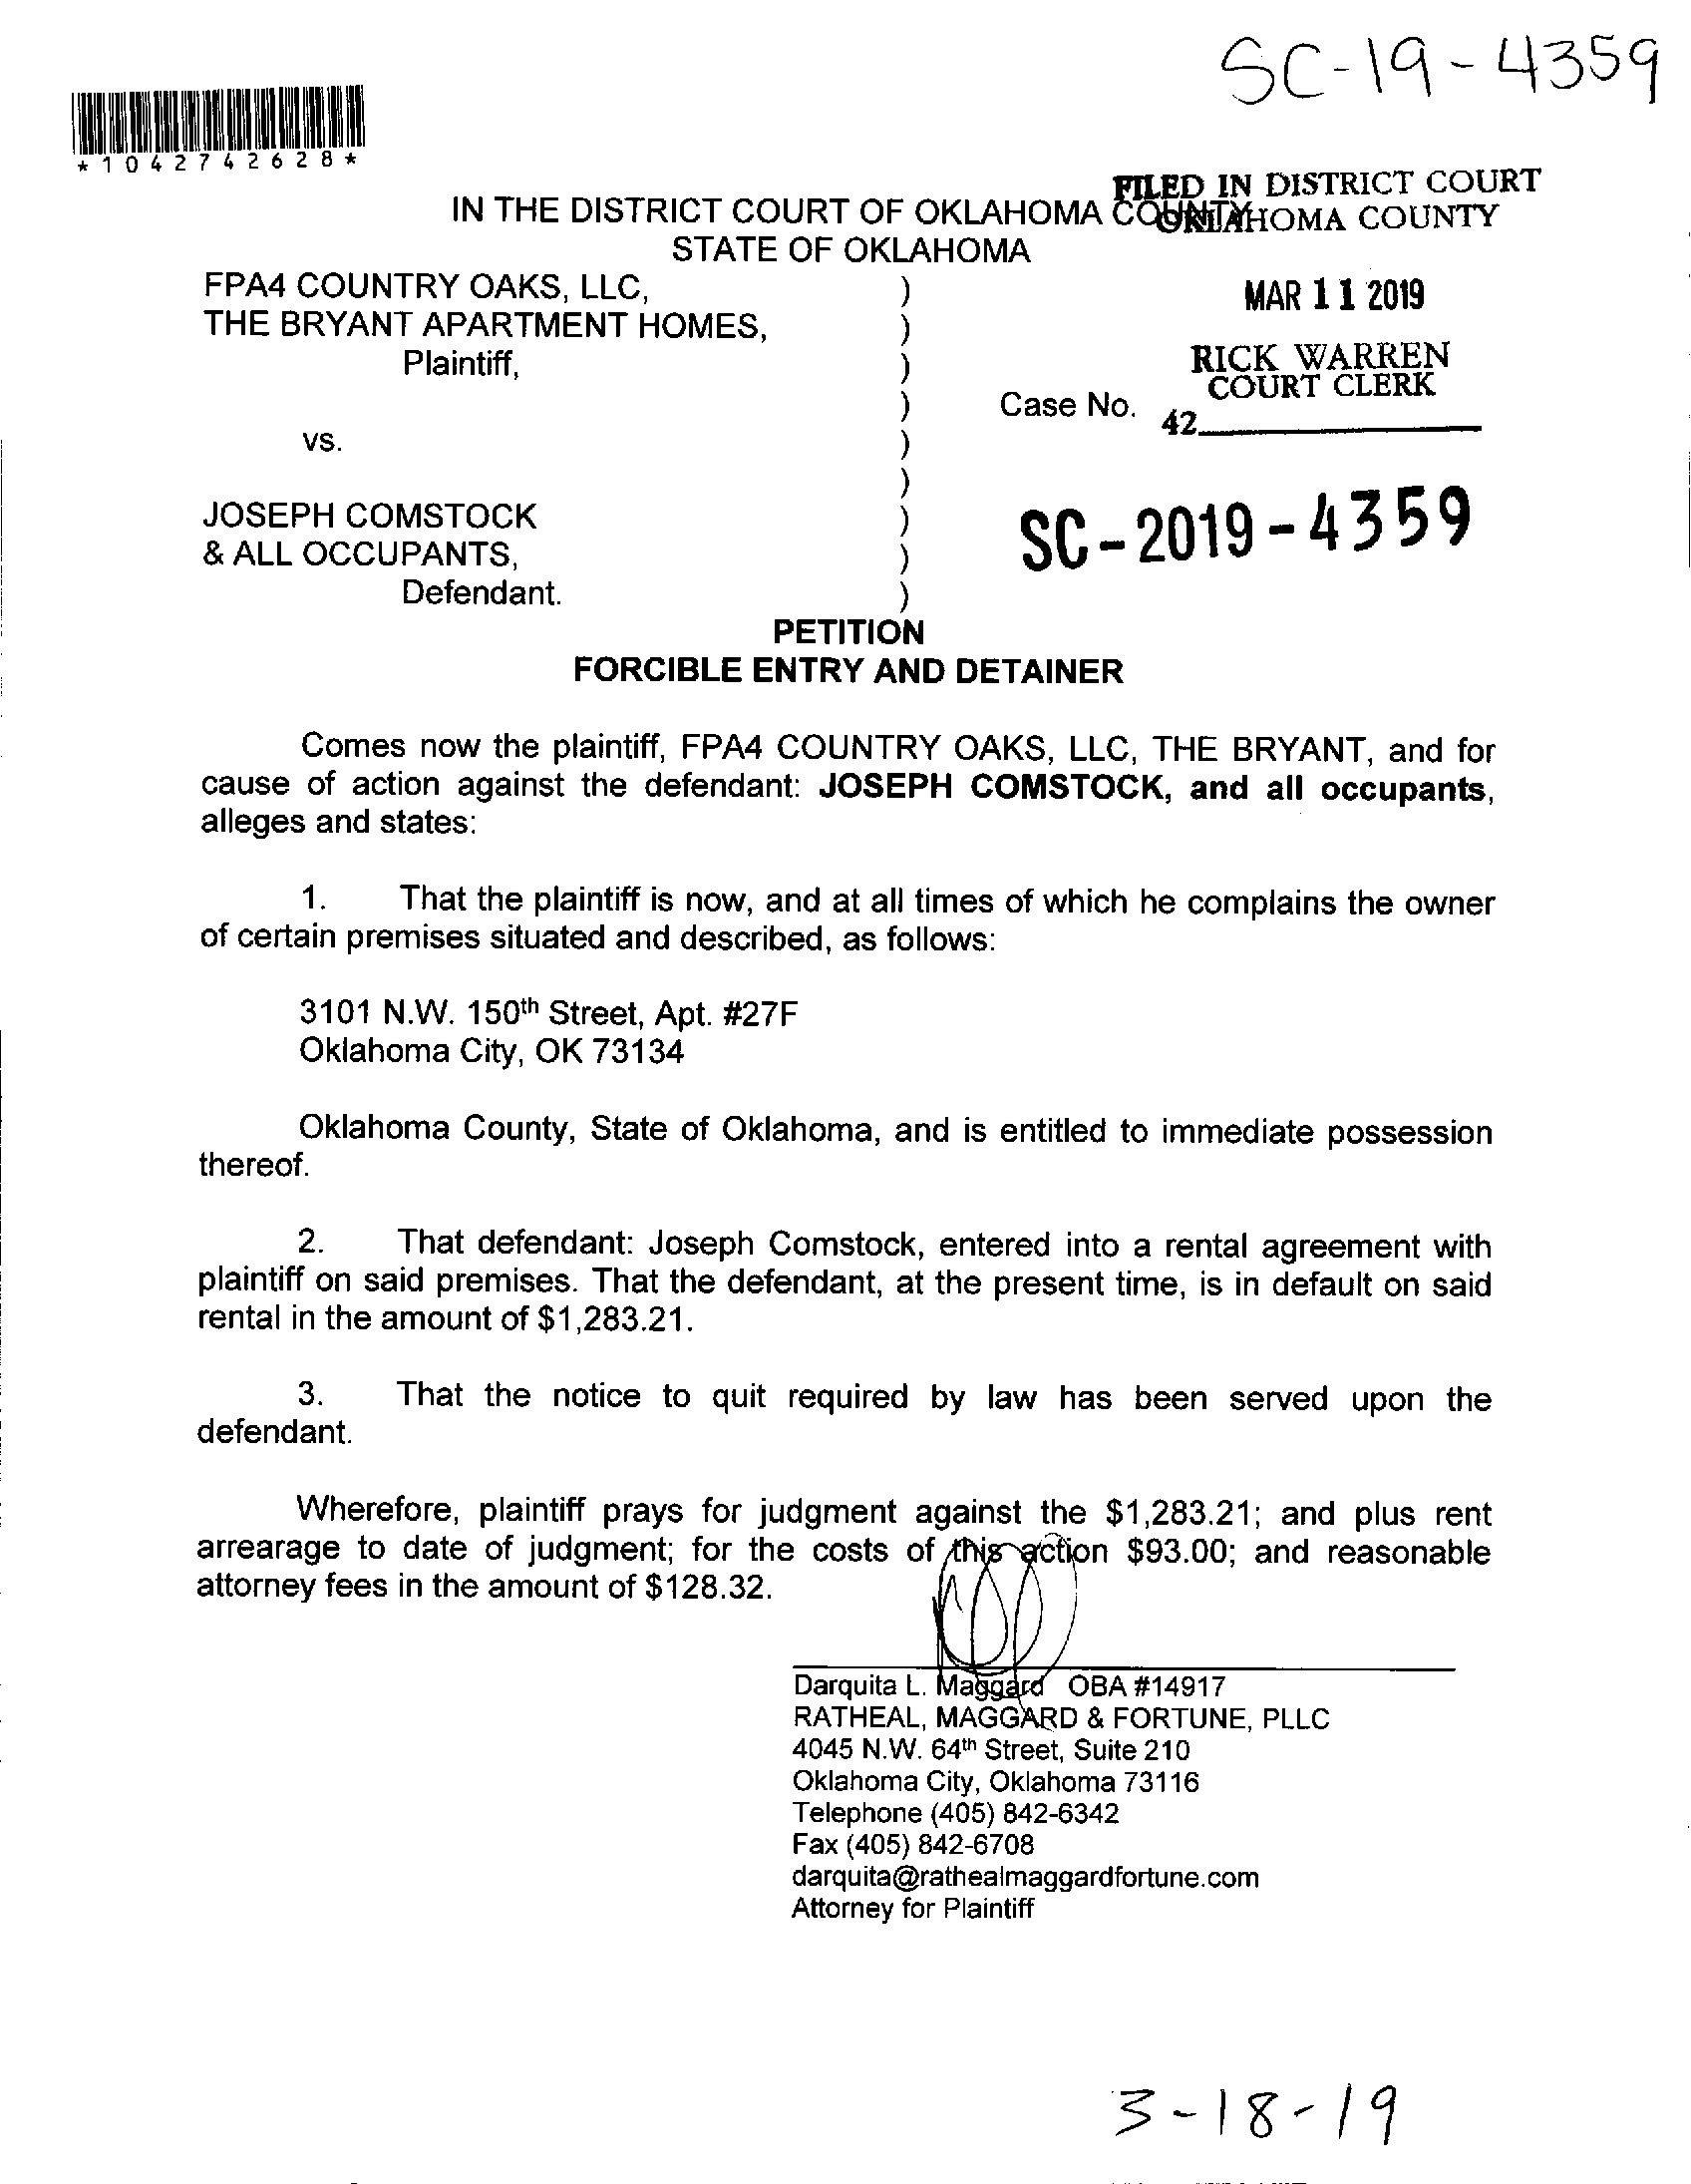 SC-19-4359
*1042742628*
FILED IN DISTRICT COURT
OKLAHOMA COUNTY
IN THE DISTRICT COURT OF OKLAHOMA COUNTY
STATE OF OKLAHOMA
FPA4 COUNTRY OAKS, LLC, )
THE BRYANT APARTMENT HOMES, )
Plaintiff, )
)
vs. )
)
JOSEPH COMSTOCK )
& ALL OCCUPANTS, )
Defendant. )
MAR 11 2019
RICK WARREN
COURT CLERK
Case No. 42
SC-2019-4359
PETITION
FORCIBLE ENTRY AND DETAINER
Comes now the plaintiff, FPA4 COUNTRY OAKS, LLC, THE BRYANT, and for
cause of action against the defendant: JOSEPH COMSTOCK, and all occupants,
alleges and states:
1. That the plaintiff is now, and at all times of which he complains the owner
of certain premises situated and described, as follows:
3101 N.W. 150th Street, Apt. #27F
Oklahoma City, OK 73134
Oklahoma County, State of Oklahoma, and is entitled to immediate possession
thereof.
2. That defendant: Joseph Comstock, entered into a rental agreement with
plaintiff on said premises. That the defendant, at the present time, is in default on said
rental in the amount of $1,283.21.
3. That the notice to quit required by law has been served upon the
defendant.
Wherefore, plaintiff prays for judgment against the $1,283.21; and plus rent
arrearage to date of judgment; for the costs of this action $93.00; and reasonable
attorney fees in the amount of $128.32.
Darquita L. Maggard OBA #14917
RATHEAL, MAGGARD & FORTUNE, PLLC
4045 N.W. 64th Street, Suite 210
Oklahoma City, Oklahoma 73116
Telephone (405) 842-6342
Fax (405) 842-6708
darquita@rathealmaggardfortune.com
Attorney for Plaintiff
3-18-19